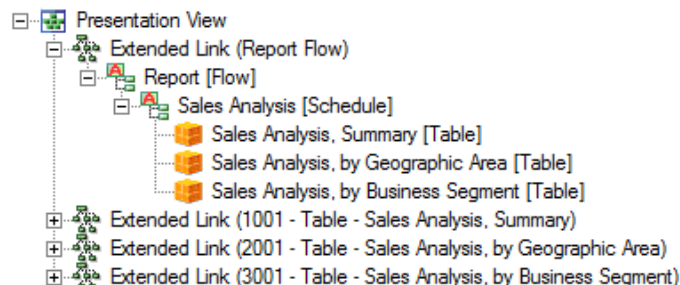 Presentation View
Extended Link (Report Flow)
Report [Flow]
Sales Analysis [Schedule]
Sales Analysis, Summary [Table]
Sales Analysis, by Geographic Area [Table]
Sales Analysis, by Business Segment [Table]
Extended Link (1001 - Table - Sales Analysis, Summary)
Extended Link (2001 - Table - Sales Analysis, by Geographic Area)
Extended Link (3001 - Table - Sales Analysis, by Business Segment)